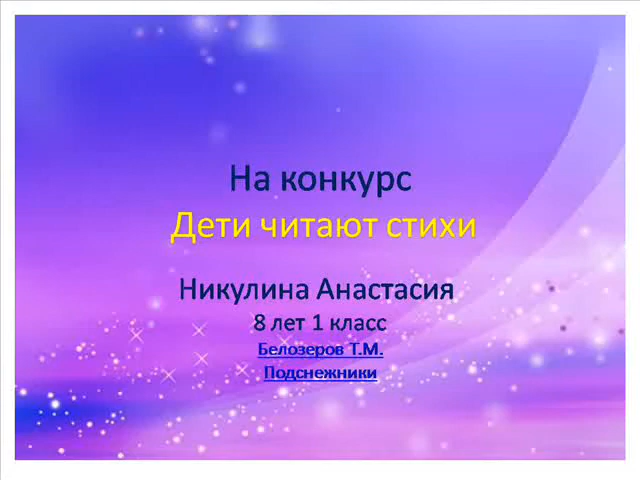 На конкурс
Дети читают стихи
Никулина Анастасия
8 лет 1 класс
Белозеров Т.М.
Подснежники